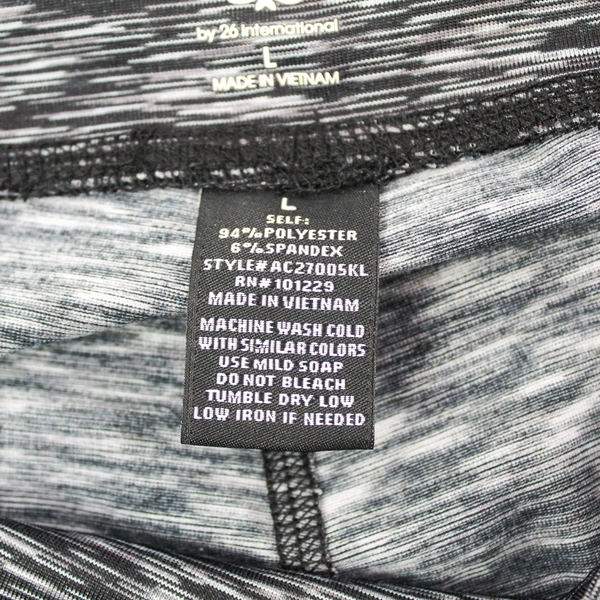 by 26 International
L
MADE IN VIETNAM
L
SELF:
94% POLYESTER
6% SPANDEX
STYLE# AC27005KL
RN# 101229
MADE IN VIETNAM
MACHINE WASH COLD
WITH SIMILAR COLORS
USE MILD SOAP
DO NOT BLEACH
TUMBLE DRY LOW
LOW IRON IF NEEDED